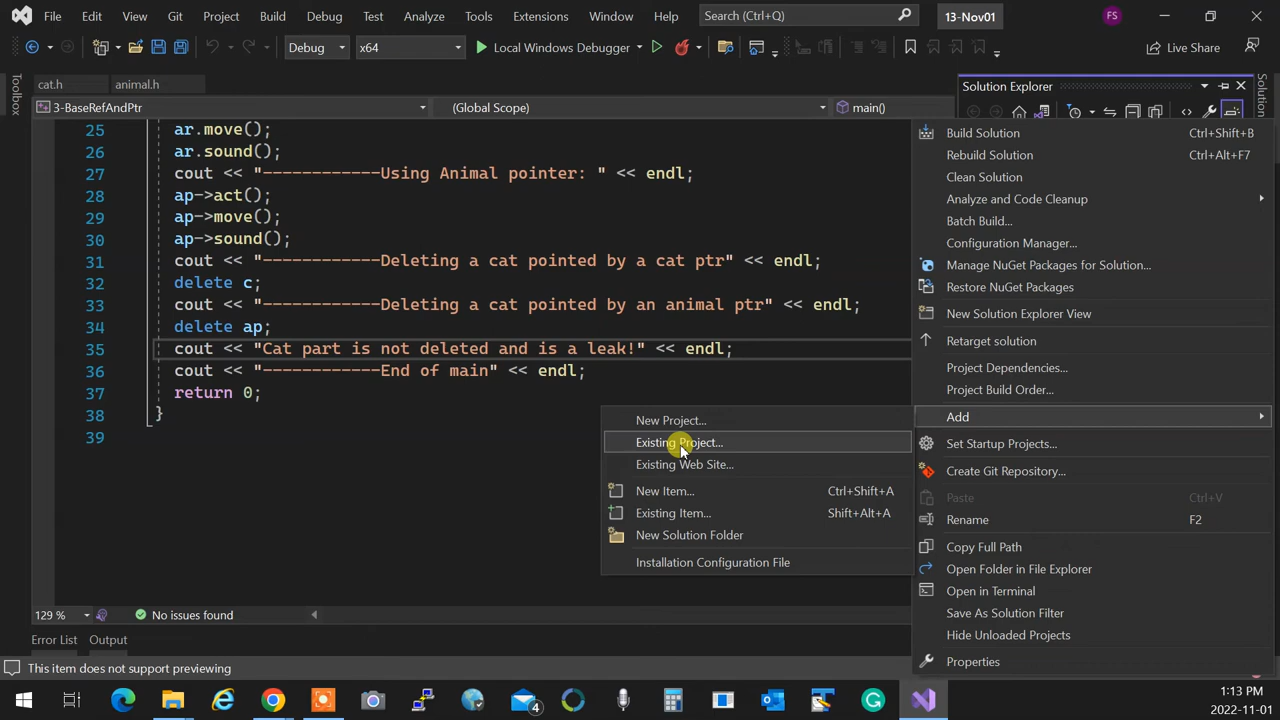 File Edit View Git Project Build Debug Test Analyze Tools Extensions Window Help Search (Ctrl+Q) 13-Nov01 FS
Debug x64 Local Windows Debugger Live Share
Toolbox
cat.h animal.h
Solution Explorer
Solution
3-BaseRefAndPtr (Global Scope) main()
25 ar.move();
26 ar.sound();
27 cout << "------------Using Animal pointer: " << endl;
28 ap->act();
29 ap->move();
30 ap->sound();
31 cout << "------------Deleting a cat pointed by a cat ptr" << endl;
32 delete c;
33 cout << "------------Deleting a cat pointed by an animal ptr" << endl;
34 delete ap;
35 cout << "Cat part is not deleted and is a leak!" << endl;
36 cout << "------------End of main" << endl;
37 return 0;
38 }
39
Build Solution Ctrl+Shift+B
Rebuild Solution Ctrl+Alt+F7
Clean Solution
Analyze and Code Cleanup
Batch Build...
Configuration Manager...
Manage NuGet Packages for Solution...
Restore NuGet Packages
New Solution Explorer View
Retarget solution
Project Dependencies...
Project Build Order...
Add
Set Startup Projects...
Create Git Repository...
Paste Ctrl+V
Rename F2
Copy Full Path
Open Folder in File Explorer
Open in Terminal
Save As Solution Filter
Hide Unloaded Projects
Properties
New Project...
Existing Project...
Existing Web Site...
New Item... Ctrl+Shift+A
Existing Item... Shift+Alt+A
New Solution Folder
Installation Configuration File
129 % No issues found
Error List Output
This item does not support previewing
4
1:13 PM
2022-11-01